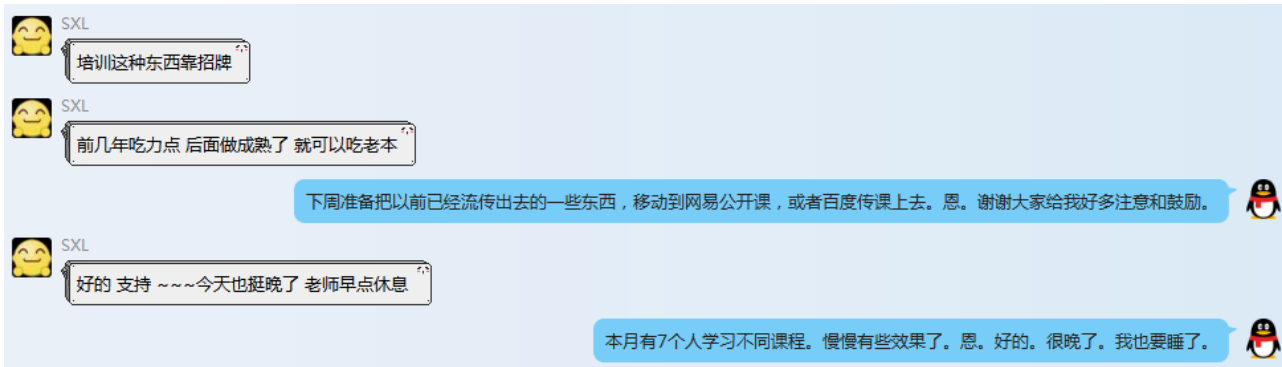 SXL
培训这种东西靠招牌
SXL
前几年吃力点 后面做成熟了 就可以吃老本
下周准备把以前已经流传出去的一些东西，移动到网易公开课，或者百度传课上去。恩。谢谢大家给我好多注意和鼓励。
SXL
好的 支持 ~~~今天也挺晚了 老师早点休息
本月有7个人学习不同课程。慢慢有些效果了。恩。好的。很晚了。我也要睡了。